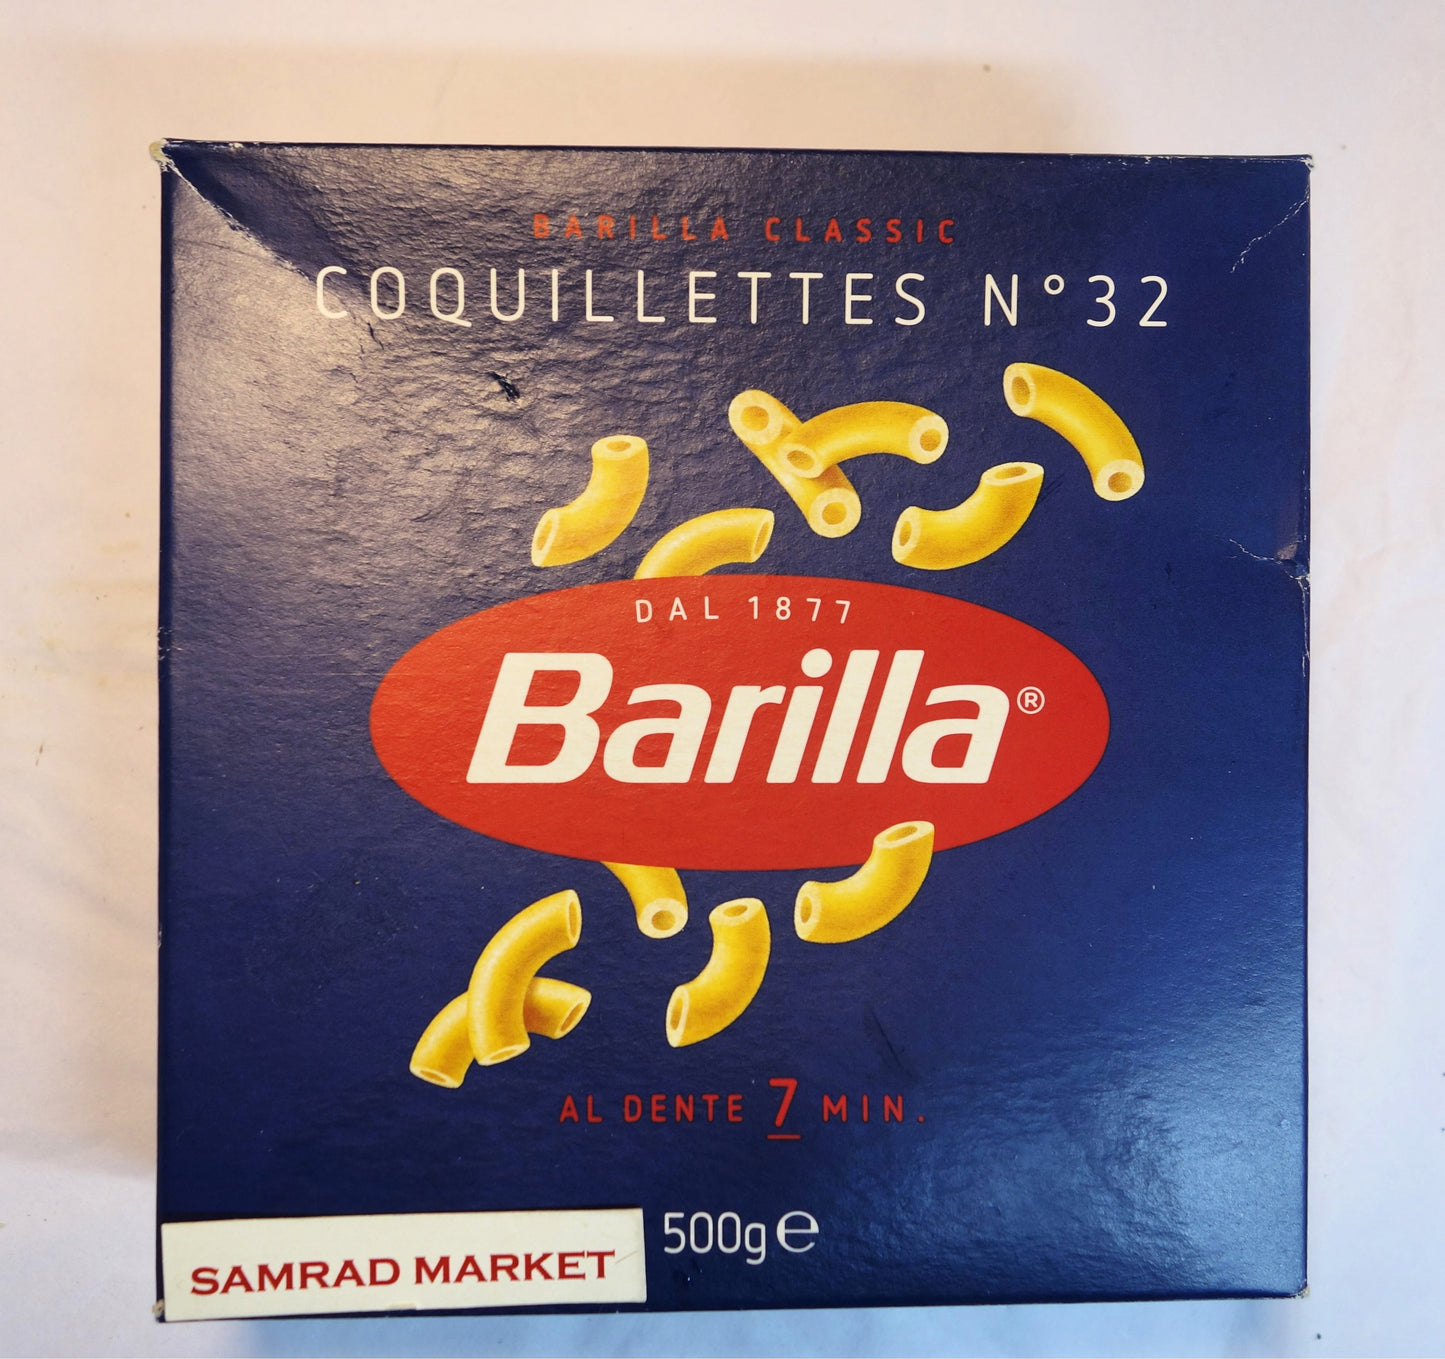 BARILLA CLASSIC
COQUILLETTES N°32
DAL 1877
Barilla®
AL DENTE 7 MIN.
500g ℮
SAMRAD MARKET